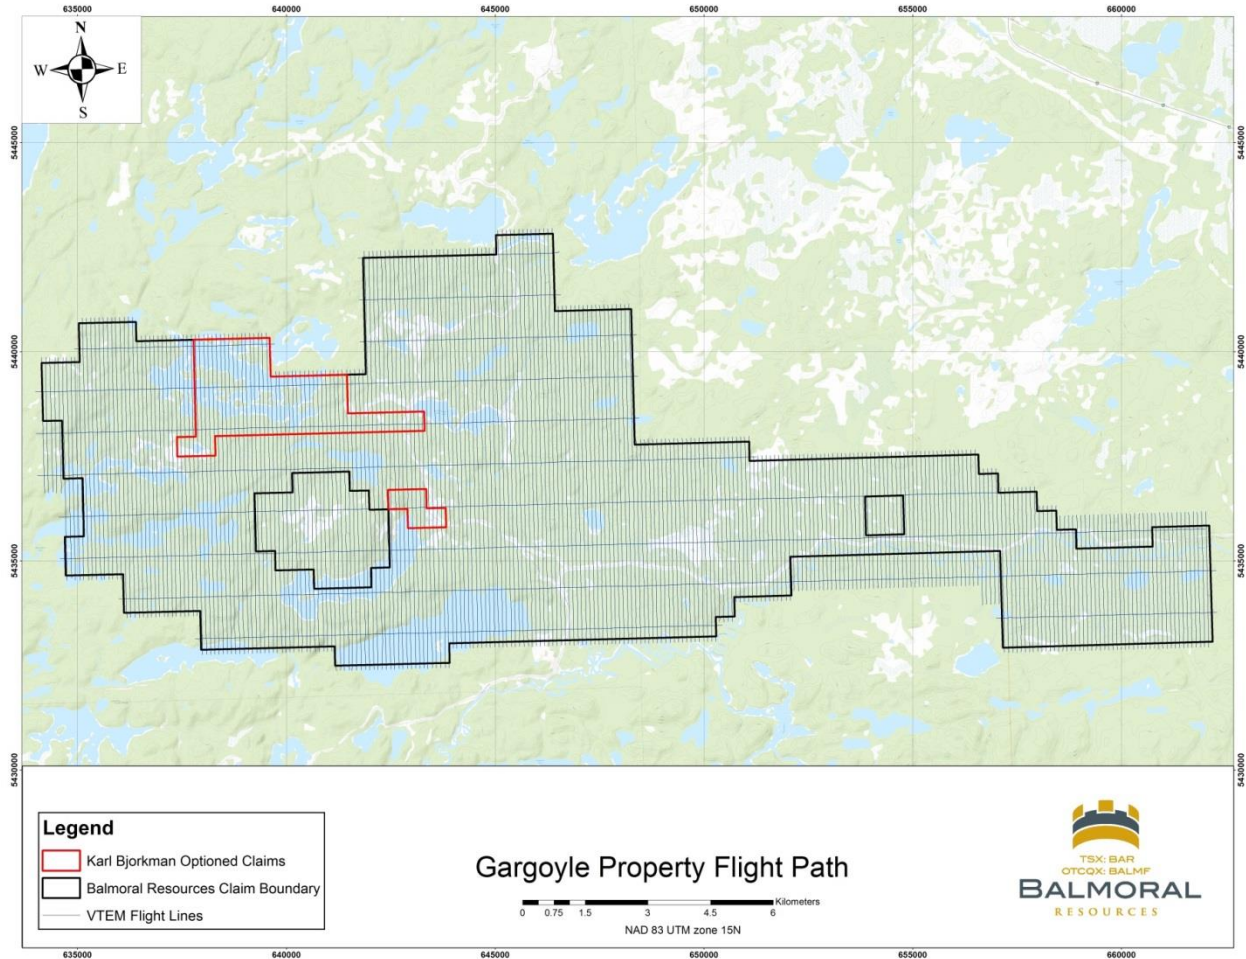 635000 640000 645000 650000 655000 660000
N
W E
S
5445000 5445000
5440000 5440000
5435000 5435000
5430000 5430000
Legend
Karl Bjorkman Optioned Claims
Balmoral Resources Claim Boundary
VTEM Flight Lines
Gargoyle Property Flight Path
Kilometers
0 0.75 1.5 3 4.5 6
NAD 83 UTM zone 15N
TSX: BAR
OTCQX: BALMF
BALMORAL
RESOURCES
635000 640000 645000 650000 655000 660000